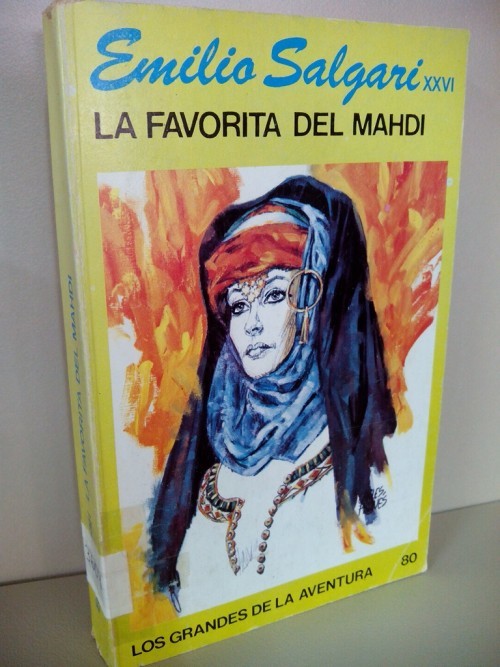 Emilio Salgari XXVI
LA FAVORITA DEL MAHDI
LOS GRANDES DE LA AVENTURA 80
LA FAVORITA DEL MAHDI